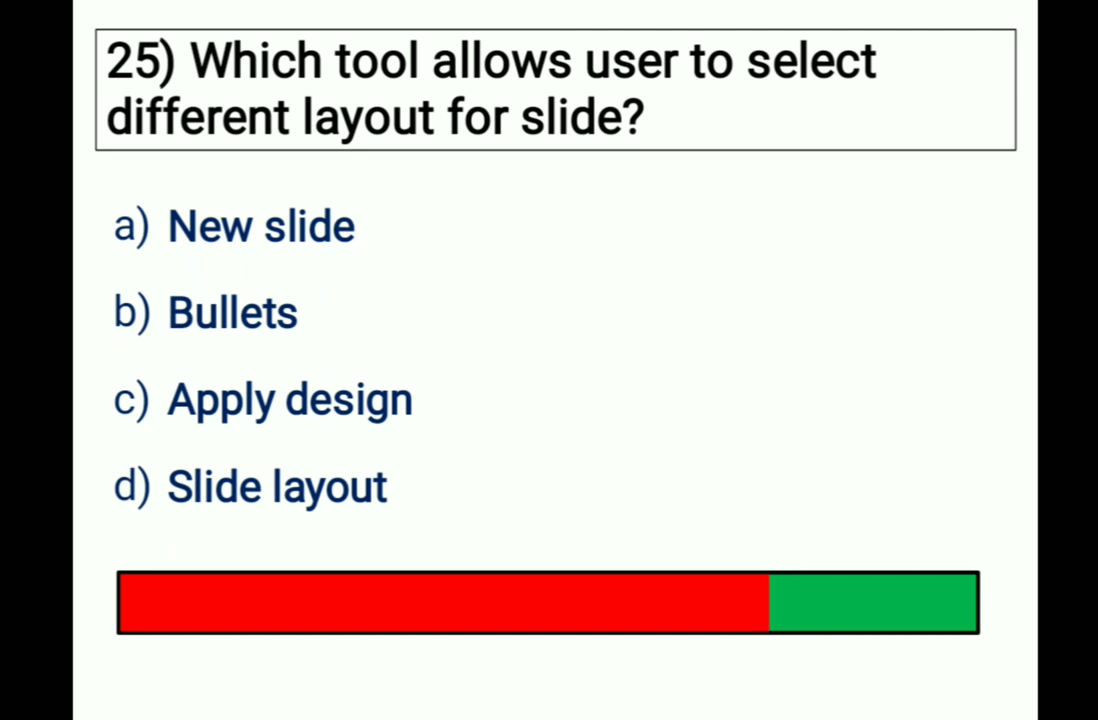 25) Which tool allows user to select
different layout for slide?
a) New slide
b) Bullets
c) Apply design
d) Slide layout